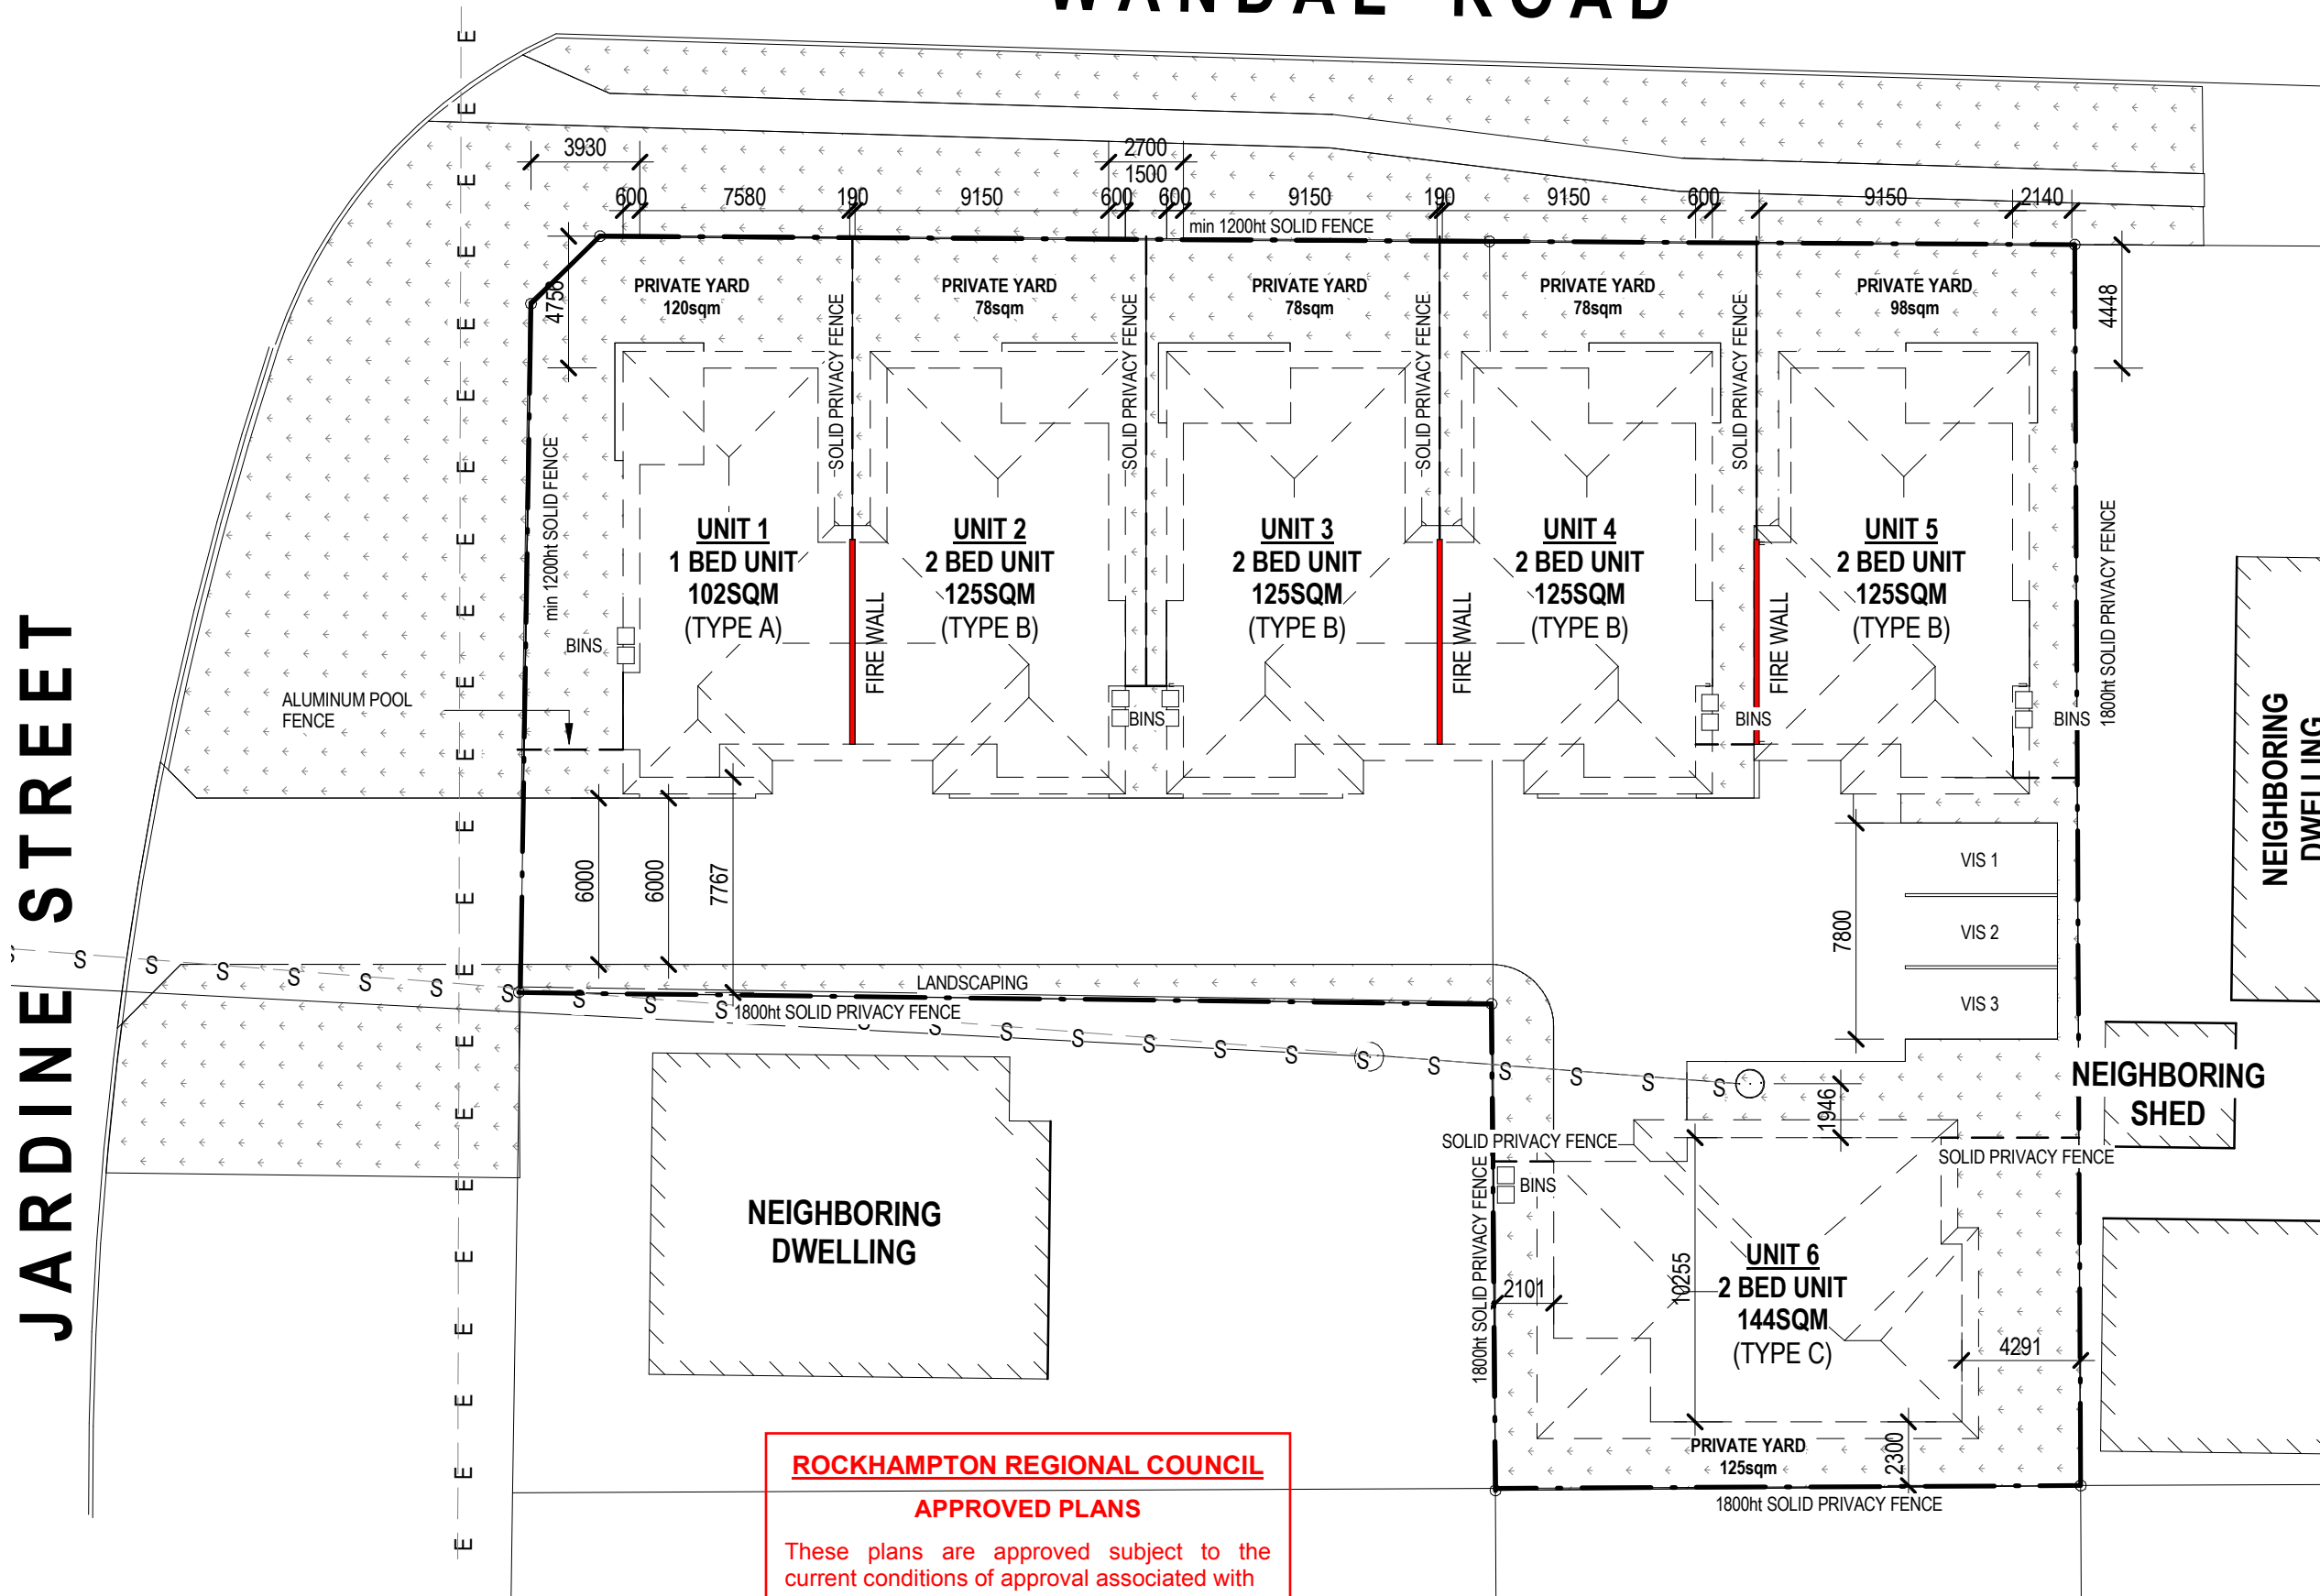 WANDAL ROAD
3930
2700
1500
600
7580
190
9150
600
600
9150
190
9150
600
9150
2140
min 1200ht SOLID FENCE
PRIVATE YARD
120sqm
PRIVATE YARD
78sqm
PRIVATE YARD
78sqm
PRIVATE YARD
78sqm
PRIVATE YARD
98sqm
4756
4448
SOLID PRIVACY FENCE
SOLID PRIVACY FENCE
SOLID PRIVACY FENCE
SOLID PRIVACY FENCE
min 1200ht SOLID FENCE
1800ht SOLID PRIVACY FENCE
UNIT 1
1 BED UNIT
102SQM
(TYPE A)
UNIT 2
2 BED UNIT
125SQM
(TYPE B)
UNIT 3
2 BED UNIT
125SQM
(TYPE B)
UNIT 4
2 BED UNIT
125SQM
(TYPE B)
UNIT 5
2 BED UNIT
125SQM
(TYPE B)
FIRE WALL
FIRE WALL
FIRE WALL
BINS
BINS
BINS
BINS
ALUMINUM POOL
FENCE
JARDINE STREET
NEIGHBORING
DWELLING
6000
6000
7767
7800
VIS 1
VIS 2
VIS 3
LANDSCAPING
1800ht SOLID PRIVACY FENCE
E E E E E E E E E E E E E E E E E E E E E E
S S S S S S S S S S S S S S S S S S S S S S S S
NEIGHBORING
SHED
1946
SOLID PRIVACY FENCE
SOLID PRIVACY FENCE
BINS
1800ht SOLID PRIVACY FENCE
NEIGHBORING
DWELLING
2101
10255
UNIT 6
2 BED UNIT
144SQM
(TYPE C)
4291
2300
PRIVATE YARD
125sqm
1800ht SOLID PRIVACY FENCE
ROCKHAMPTON REGIONAL COUNCIL
APPROVED PLANS
These plans are approved subject to the
current conditions of approval associated with